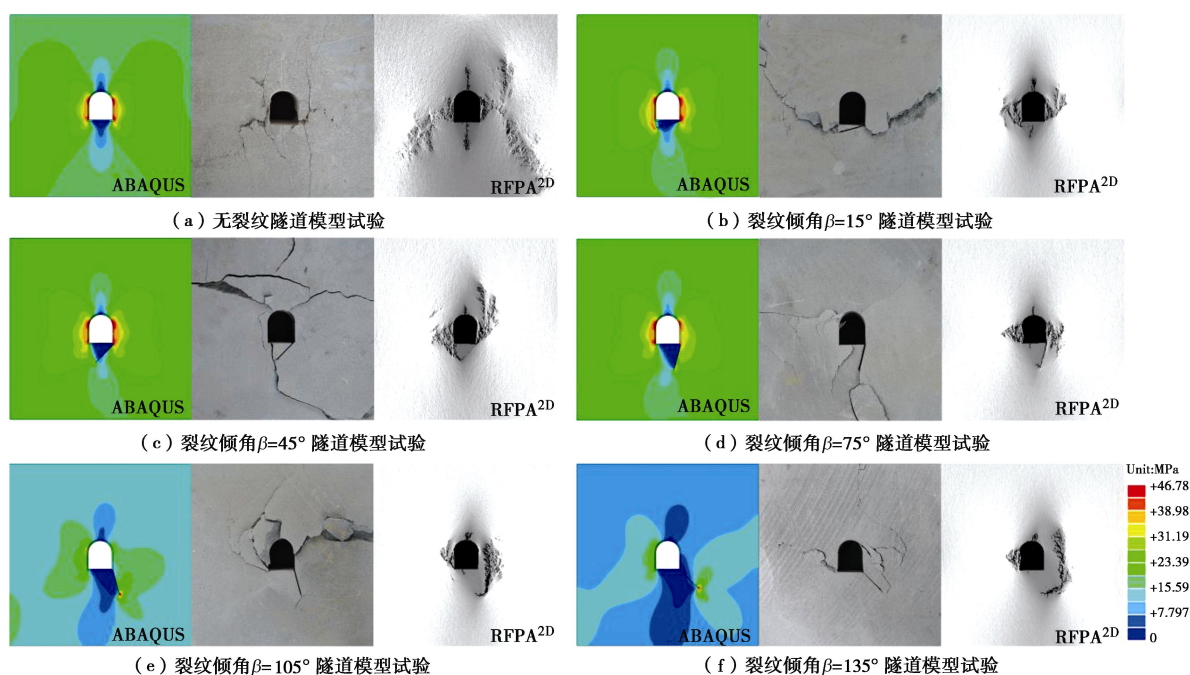 ABAQUS
RFPA2D
ABAQUS
RFPA2D
(a)无裂纹隧道模型试验
(b)裂纹倾角β=15° 隧道模型试验
ABAQUS
RFPA2D
ABAQUS
RFPA2D
(c)裂纹倾角β=45° 隧道模型试验
(d)裂纹倾角β=75° 隧道模型试验
Unit:MPa
+46.78
+38.98
+31.19
+23.39
+15.59
+7.797
0
ABAQUS
RFPA2D
ABAQUS
RFPA2D
(e)裂纹倾角β=105° 隧道模型试验
(f)裂纹倾角β=135° 隧道模型试验